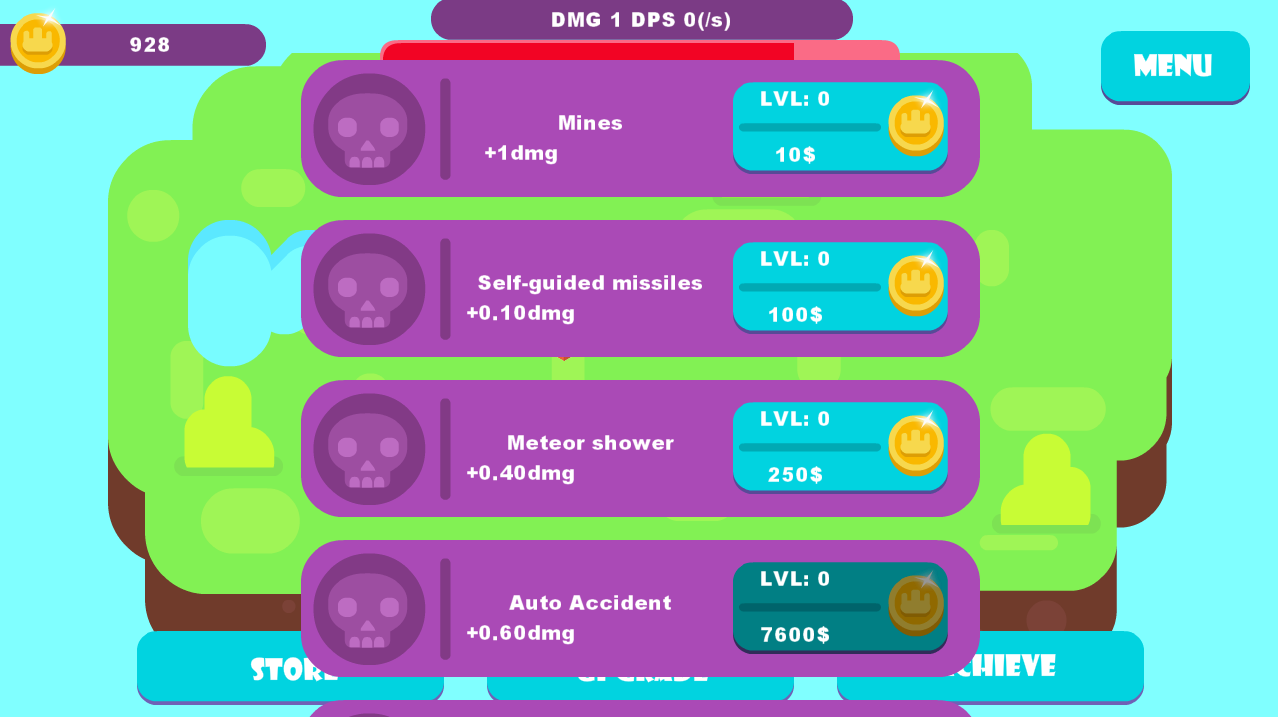 928
DMG 1 DPS 0(/s)
MENU
Mines
+1dmg
LVL: 0
10$
Self-guided missiles
+0.10dmg
LVL: 0
100$
Meteor shower
+0.40dmg
LVL: 0
250$
Auto Accident
+0.60dmg
LVL: 0
7600$